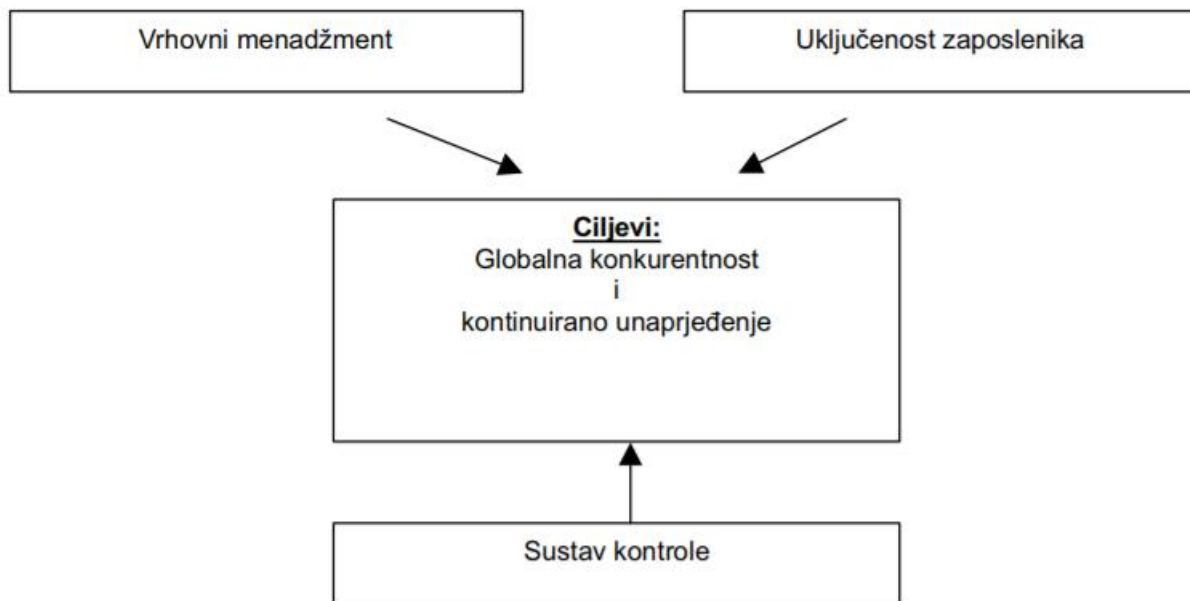 Vrhovni menadžment
Uključenost zaposlenika
Ciljevi:
Globalna konkurentnost
i
kontinuirano unaprjeđenje
Sustav kontrole